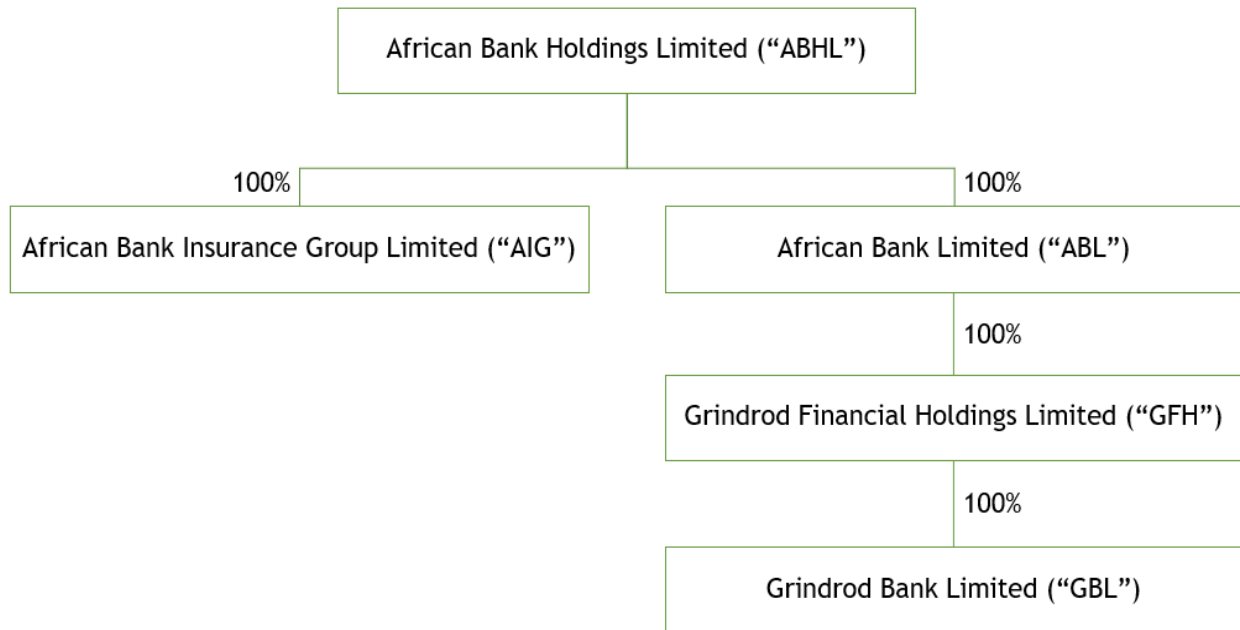 African Bank Holdings Limited (“ABHL”)
100%
100%
African Bank Insurance Group Limited (“AIG”)
African Bank Limited (“ABL”)
100%
Grindrod Financial Holdings Limited (“GFH”)
100%
Grindrod Bank Limited (“GBL”)